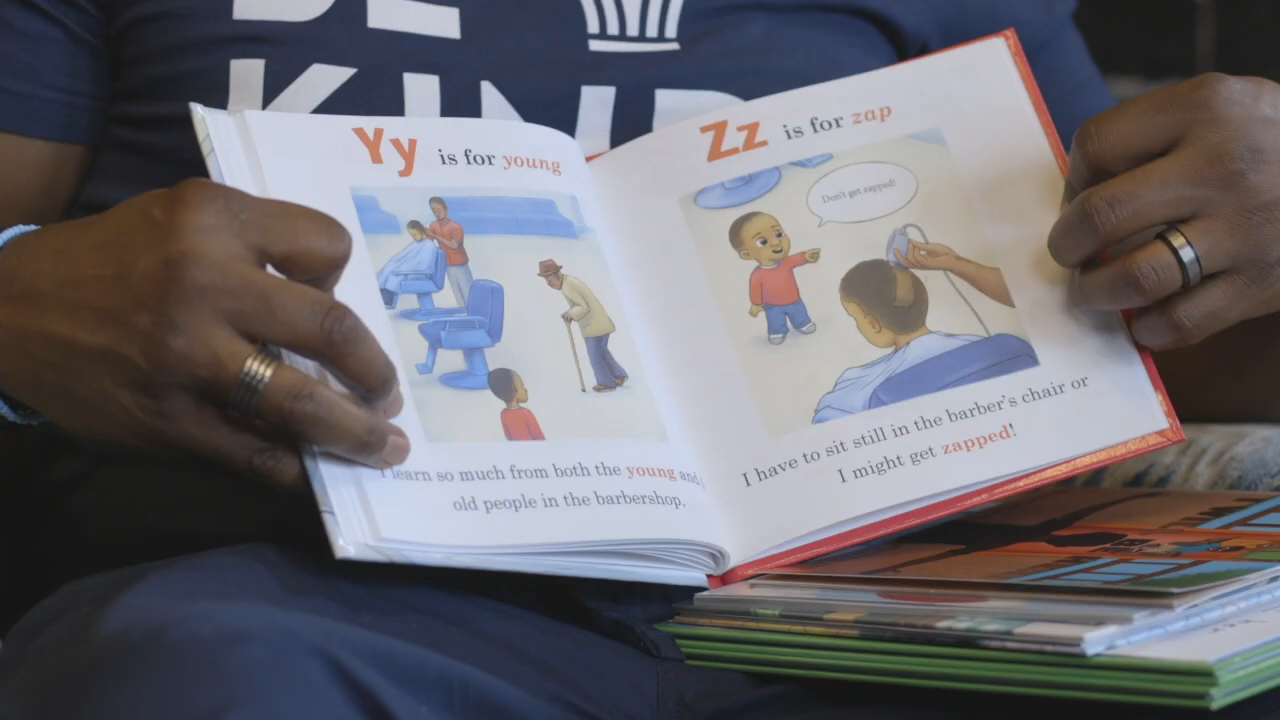 BE
KIND
Yy is for young
I learn so much from both the young and
old people in the barbershop.
Zz is for zap
Don't get zapped!
I have to sit still in the barber's chair or
I might get zapped!